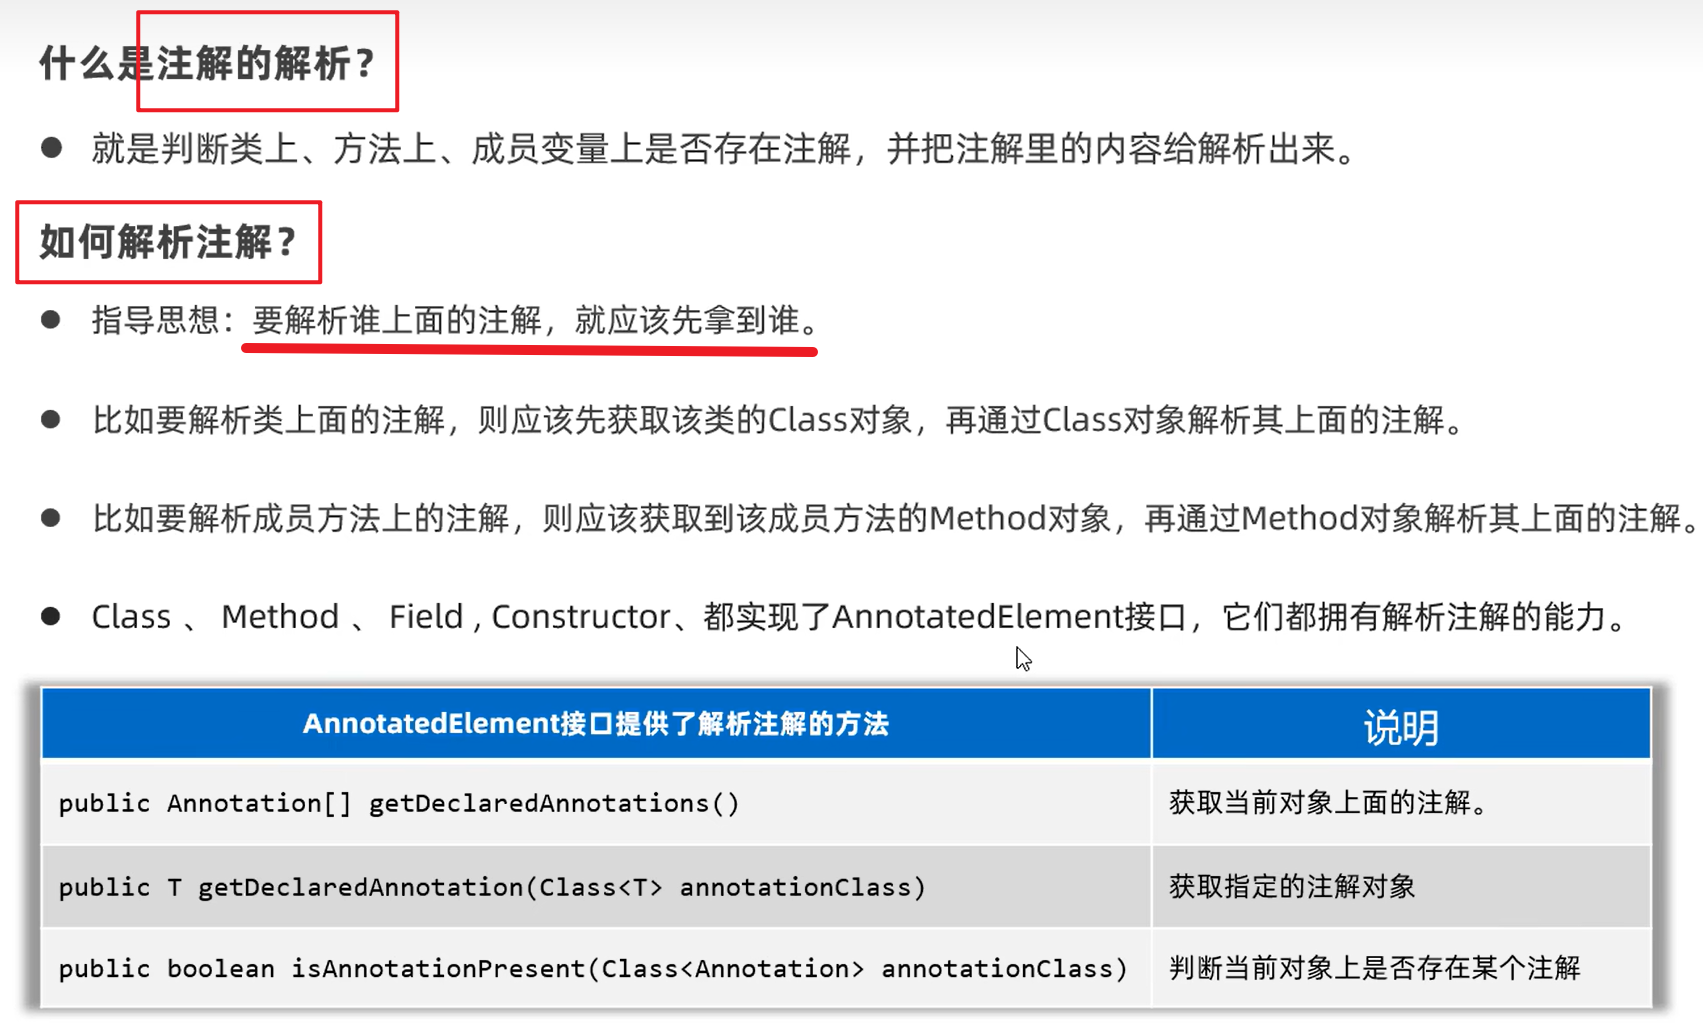 什么是注解的解析？
● 就是判断类上、方法上、成员变量上是否存在注解，并把注解里的内容给解析出来。
如何解析注解？
● 指导思想：要解析谁上面的注解，就应该先拿到谁。
● 比如要解析类上面的注解，则应该先获取该类的Class对象，再通过Class对象解析其上面的注解。
● 比如要解析成员方法上的注解，则应该获取到该成员方法的Method对象，再通过Method对象解析其上面的注解。
● Class 、 Method 、 Field , Constructor、都实现了AnnotatedElement接口，它们都拥有解析注解的能力。
AnnotatedElement接口提供了解析注解的方法 说明
public Annotation[] getDeclaredAnnotations() 获取当前对象上面的注解。
public T getDeclaredAnnotation(Class<T> annotationClass) 获取指定的注解对象
public boolean isAnnotationPresent(Class<Annotation> annotationClass) 判断当前对象上是否存在某个注解